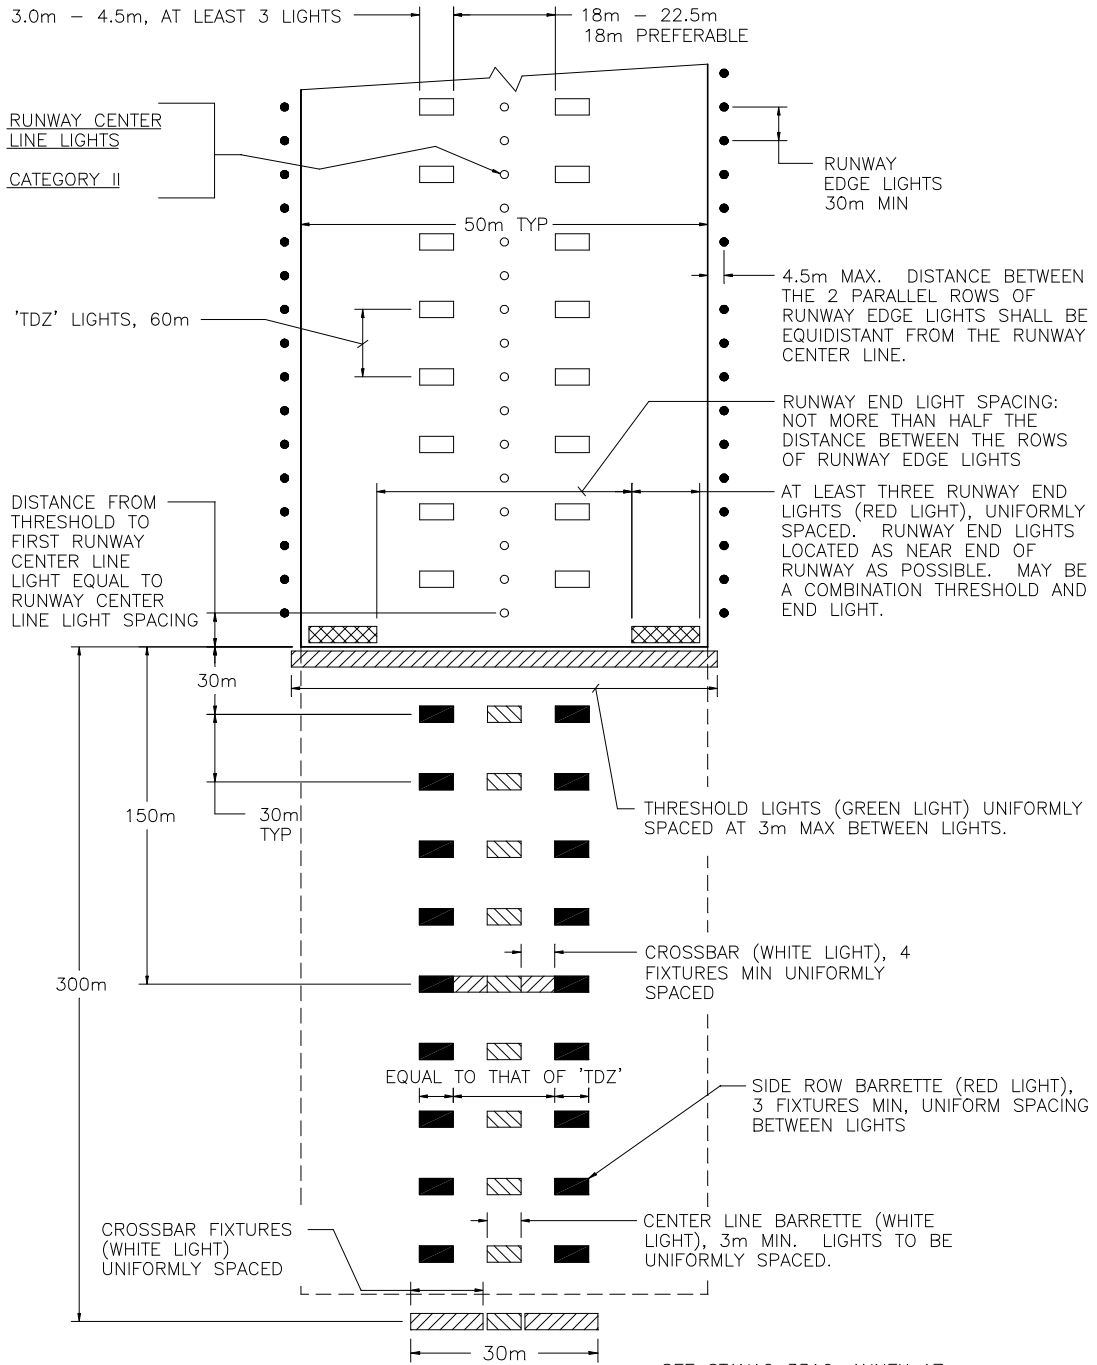 3.0m – 4.5m, AT LEAST 3 LIGHTS
18m – 22.5m
18m PREFERABLE
RUNWAY CENTER
LINE LIGHTS
CATEGORY II
RUNWAY
EDGE LIGHTS
30m MIN
50m TYP
4.5m MAX. DISTANCE BETWEEN
THE 2 PARALLEL ROWS OF
RUNWAY EDGE LIGHTS SHALL BE
EQUIDISTANT FROM THE RUNWAY
CENTER LINE.
'TDZ' LIGHTS, 60m
RUNWAY END LIGHT SPACING:
NOT MORE THAN HALF THE
DISTANCE BETWEEN THE ROWS
OF RUNWAY EDGE LIGHTS
DISTANCE FROM
THRESHOLD TO
FIRST RUNWAY
CENTER LINE
LIGHT EQUAL TO
RUNWAY CENTER
LINE LIGHT SPACING
AT LEAST THREE RUNWAY END
LIGHTS (RED LIGHT), UNIFORMLY
SPACED. RUNWAY END LIGHTS
LOCATED AS NEAR END OF
RUNWAY AS POSSIBLE. MAY BE
A COMBINATION THRESHOLD AND
END LIGHT.
30m
150m
30m
TYP
THRESHOLD LIGHTS (GREEN LIGHT) UNIFORMLY
SPACED AT 3m MAX BETWEEN LIGHTS.
CROSSBAR (WHITE LIGHT), 4
FIXTURES MIN UNIFORMLY
SPACED
300m
EQUAL TO THAT OF 'TDZ'
SIDE ROW BARRETTE (RED LIGHT),
3 FIXTURES MIN, UNIFORM SPACING
BETWEEN LIGHTS
CROSSBAR FIXTURES
(WHITE LIGHT)
UNIFORMLY SPACED
CENTER LINE BARRETTE (WHITE
LIGHT), 3m MIN. LIGHTS TO BE
UNIFORMLY SPACED.
30m